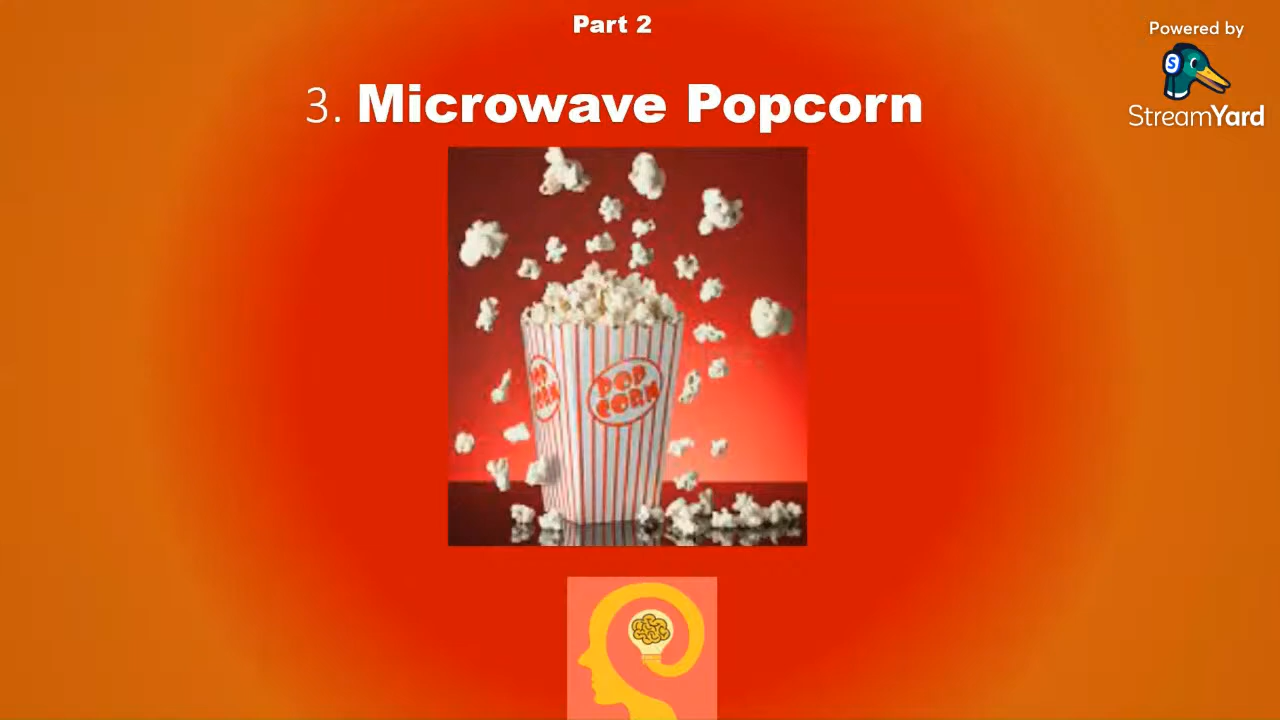 Part 2
Powered by
S
StreamYard
3. Microwave Popcorn
POP
CORN
POP
CORN